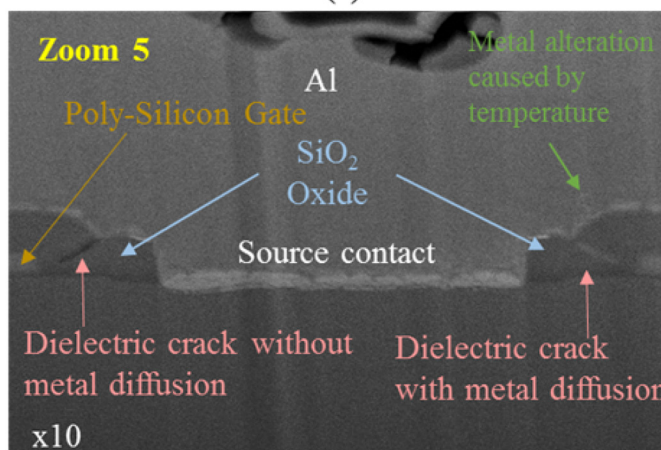 Zoom 5
Metal alteration
caused by
temperature
Al
Poly-Silicon Gate
SiO₂
Oxide
Source contact
Dielectric crack without
metal diffusion
Dielectric crack
with metal diffusion
x10